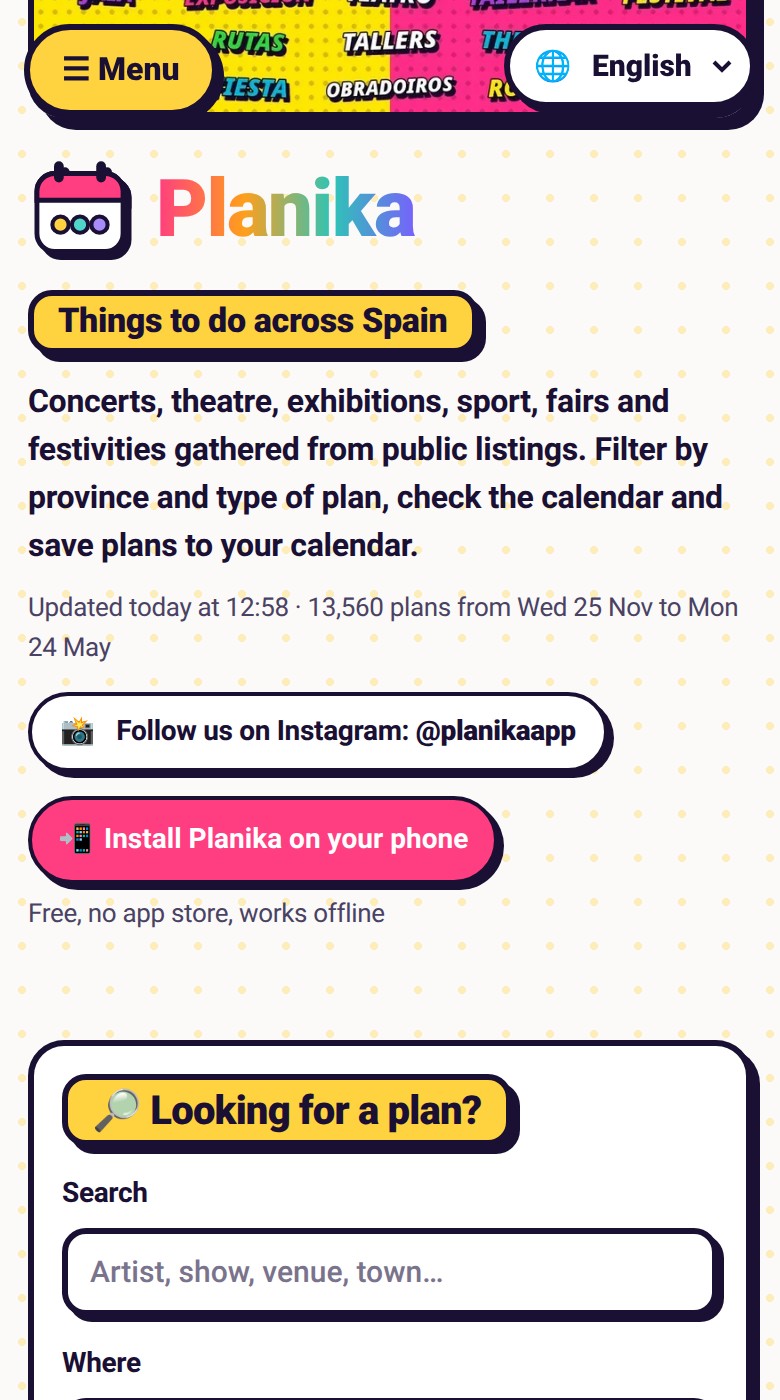 RUTAS
TALLERS
FIESTA
OBRADOIROS
☰ Menu
English
Planika
Things to do across Spain
Concerts, theatre, exhibitions, sport, fairs and
festivities gathered from public listings. Filter by
province and type of plan, check the calendar and
save plans to your calendar.
Updated today at 12:58 · 13,560 plans from Wed 25 Nov to Mon
24 May
Follow us on Instagram: @planikaapp
Install Planika on your phone
Free, no app store, works offline
Looking for a plan?
Search
Artist, show, venue, town…
Where